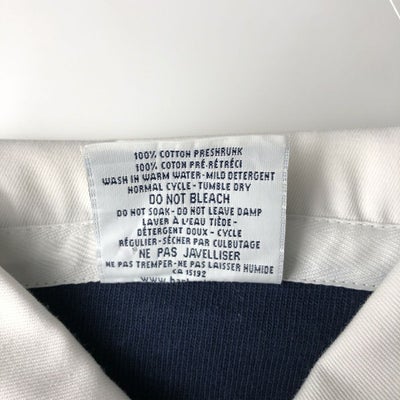 100% COTTON PRESHRUNK
100% COTON PRÉ-RÉTRÉCI
WASH IN WARM WATER-MILD DETERGENT
NORMAL CYCLE - TUMBLE DRY
DO NOT BLEACH
DO NOT SOAK - DO NOT LEAVE DAMP
LAVER À L'EAU TIÈDE -
DÉTERGENT DOUX - CYCLE
RÉGULIER-SÉCHER PAR CULBUTAGE
NE PAS JAVELLISER
NE PAS TREMPER-NE PAS LAISSER HUMIDE
CA 15192